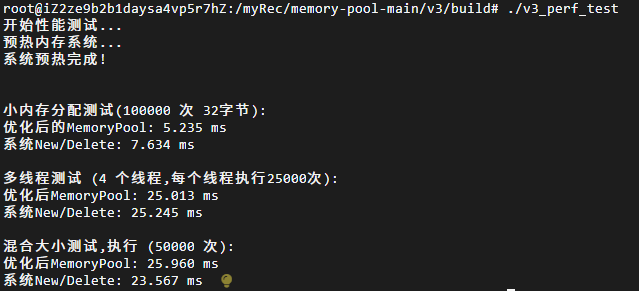 root@iZ2ze9b2b1daysa4vp5r7hZ:/myRec/memory-pool-main/v3/build# ./v3_perf_test
开始性能测试...
预热内存系统...
系统预热完成!
小内存分配测试(100000 次 32字节):
优化后的MemoryPool: 5.235 ms
系统New/Delete: 7.634 ms
多线程测试 (4 个线程,每个线程执行25000次):
优化后MemoryPool: 25.013 ms
系统New/Delete: 25.245 ms
混合大小测试,执行 (50000 次):
优化后MemoryPool: 25.960 ms
系统New/Delete: 23.567 ms